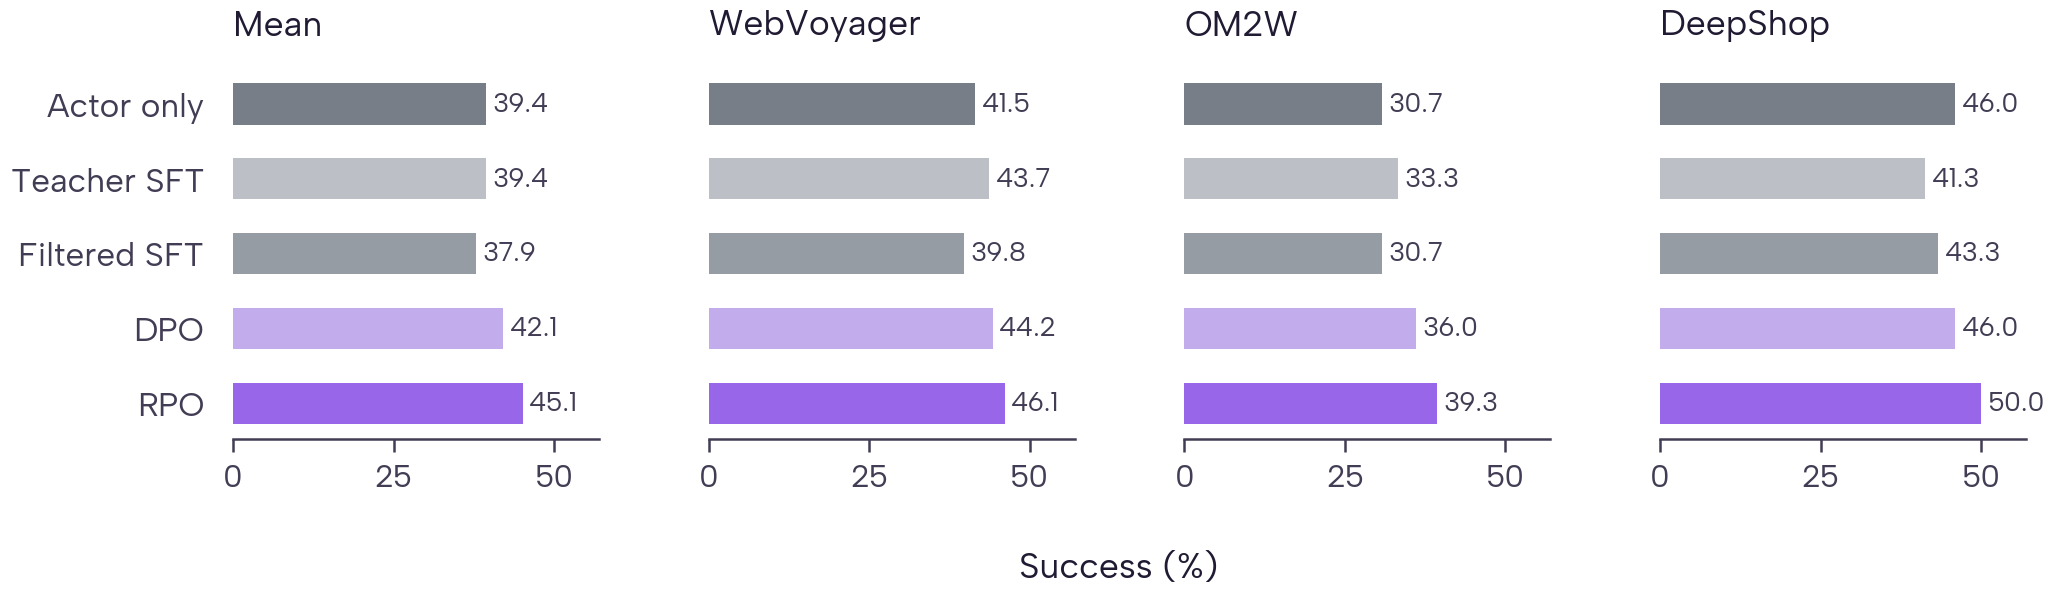 Mean WebVoyager OM2W DeepShop
Actor only 39.4 41.5 30.7 46.0
Teacher SFT 39.4 43.7 33.3 41.3
Filtered SFT 37.9 39.8 30.7 43.3
DPO 42.1 44.2 36.0 46.0
RPO 45.1 46.1 39.3 50.0
0 25 50 0 25 50 0 25 50 0 25 50
Success (%)